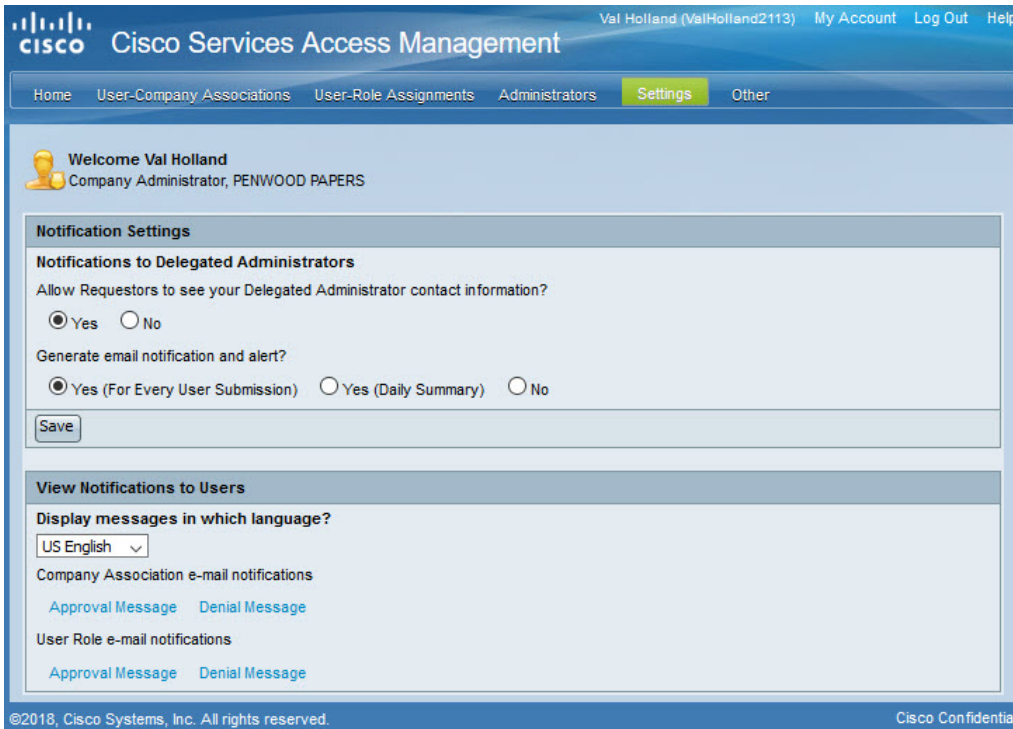 Val Holland (ValHolland2113) My Account Log Out Help
CISCO Cisco Services Access Management
Home User-Company Associations User-Role Assignments Administrators Settings Other
Welcome Val Holland
Company Administrator, PENWOOD PAPERS
Notification Settings
Notifications to Delegated Administrators
Allow Requestors to see your Delegated Administrator contact information?
Yes No
Generate email notification and alert?
Yes (For Every User Submission) Yes (Daily Summary) No
Save
View Notifications to Users
Display messages in which language?
US English
Company Association e-mail notifications
Approval Message Denial Message
User Role e-mail notifications
Approval Message Denial Message
©2018, Cisco Systems, Inc. All rights reserved. Cisco Confidentia